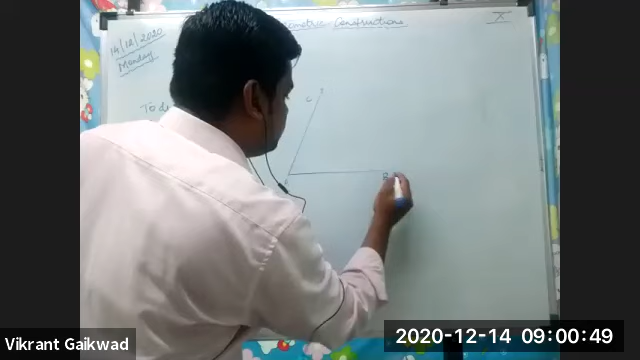 14/12/2020
Monday
Constructions
X
To d
B
Vikrant Gaikwad
2020-12-14 09:00:49